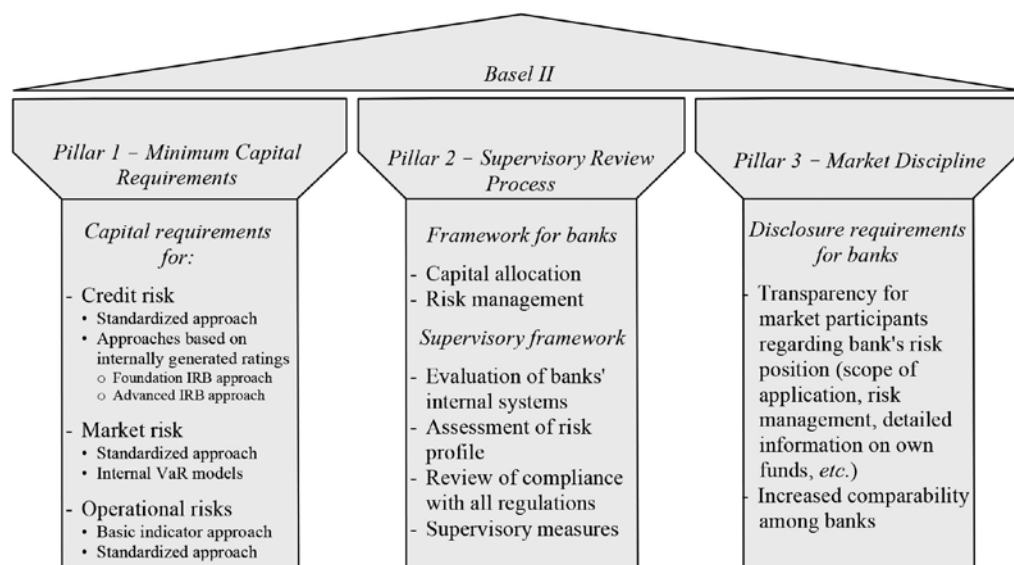 Basel II
Pillar 1 – Minimum Capital
Requirements
Capital requirements
for:
- Credit risk
• Standardized approach
• Approaches based on
internally generated ratings
○ Foundation IRB approach
○ Advanced IRB approach
- Market risk
• Standardized approach
• Internal VaR models
- Operational risks
• Basic indicator approach
• Standardized approach
Pillar 2 – Supervisory Review
Process
Framework for banks
- Capital allocation
- Risk management
Supervisory framework
- Evaluation of banks'
internal systems
- Assessment of risk
profile
- Review of compliance
with all regulations
- Supervisory measures
Pillar 3 – Market Discipline
Disclosure requirements
for banks
- Transparency for
market participants
regarding bank's risk
position (scope of
application, risk
management, detailed
information on own
funds, etc.)
- Increased comparability
among banks